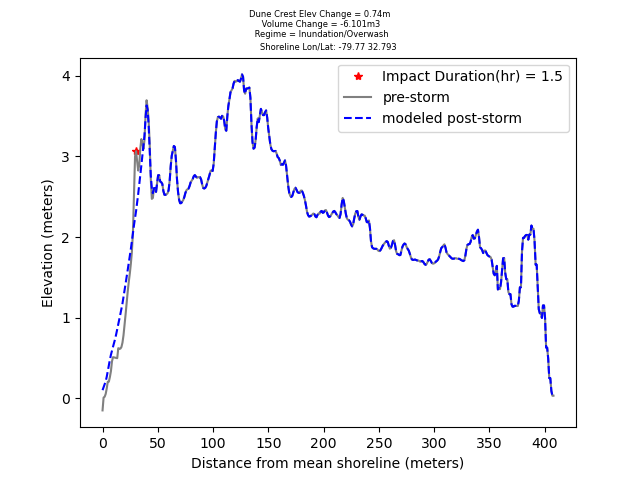 Dune Crest Elev Change = 0.74m
Volume Change = -6.101m3
Regime = Inundation/Overwash
Shoreline Lon/Lat: -79.77 32.793
Impact Duration(hr) = 1.5
pre-storm
modeled post-storm
Elevation (meters)
4
3
2
1
0
0 50 100 150 200 250 300 350 400
Distance from mean shoreline (meters)